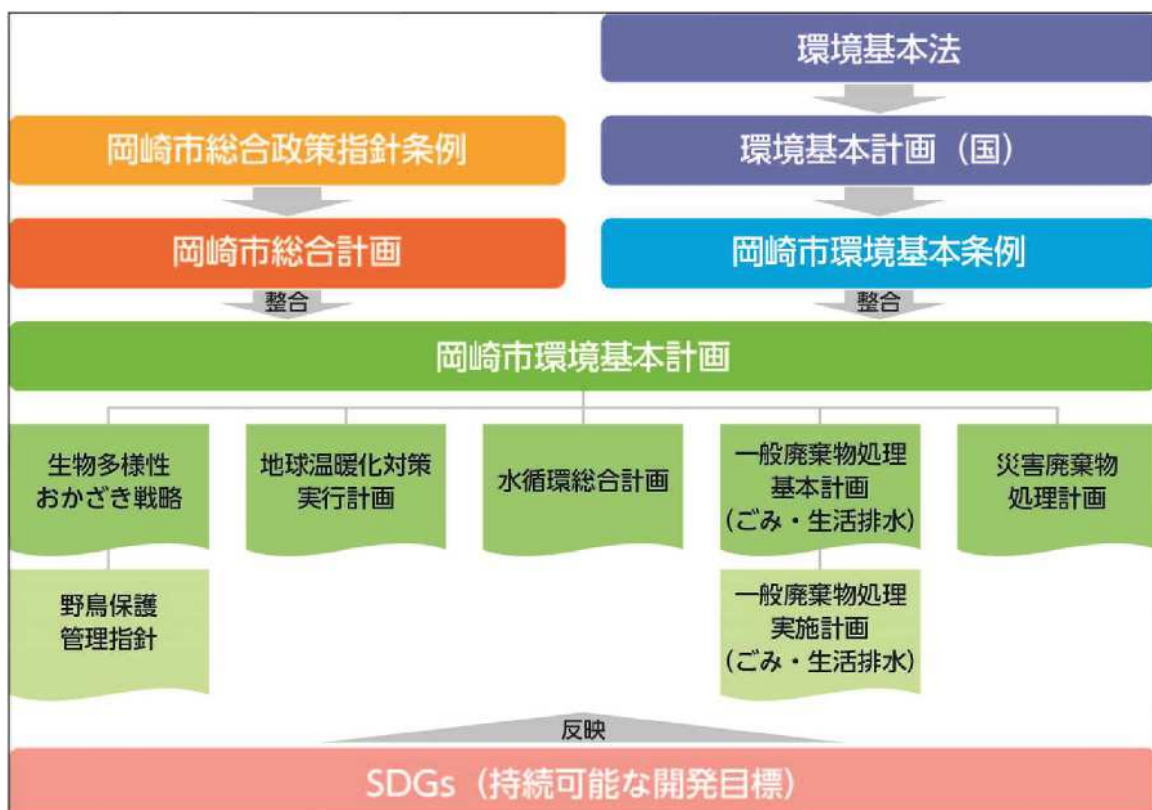 環境基本法
岡崎市総合政策指針条例
環境基本計画（国）
岡崎市総合計画
岡崎市環境基本条例
整合
整合
岡崎市環境基本計画
生物多様性
おかざき戦略
地球温暖化対策
実行計画
水循環総合計画
一般廃棄物処理
基本計画
（ごみ・生活排水）
災害廃棄物
処理計画
野鳥保護
管理指針
一般廃棄物処理
実施計画
（ごみ・生活排水）
反映
SDGs（持続可能な開発目標）